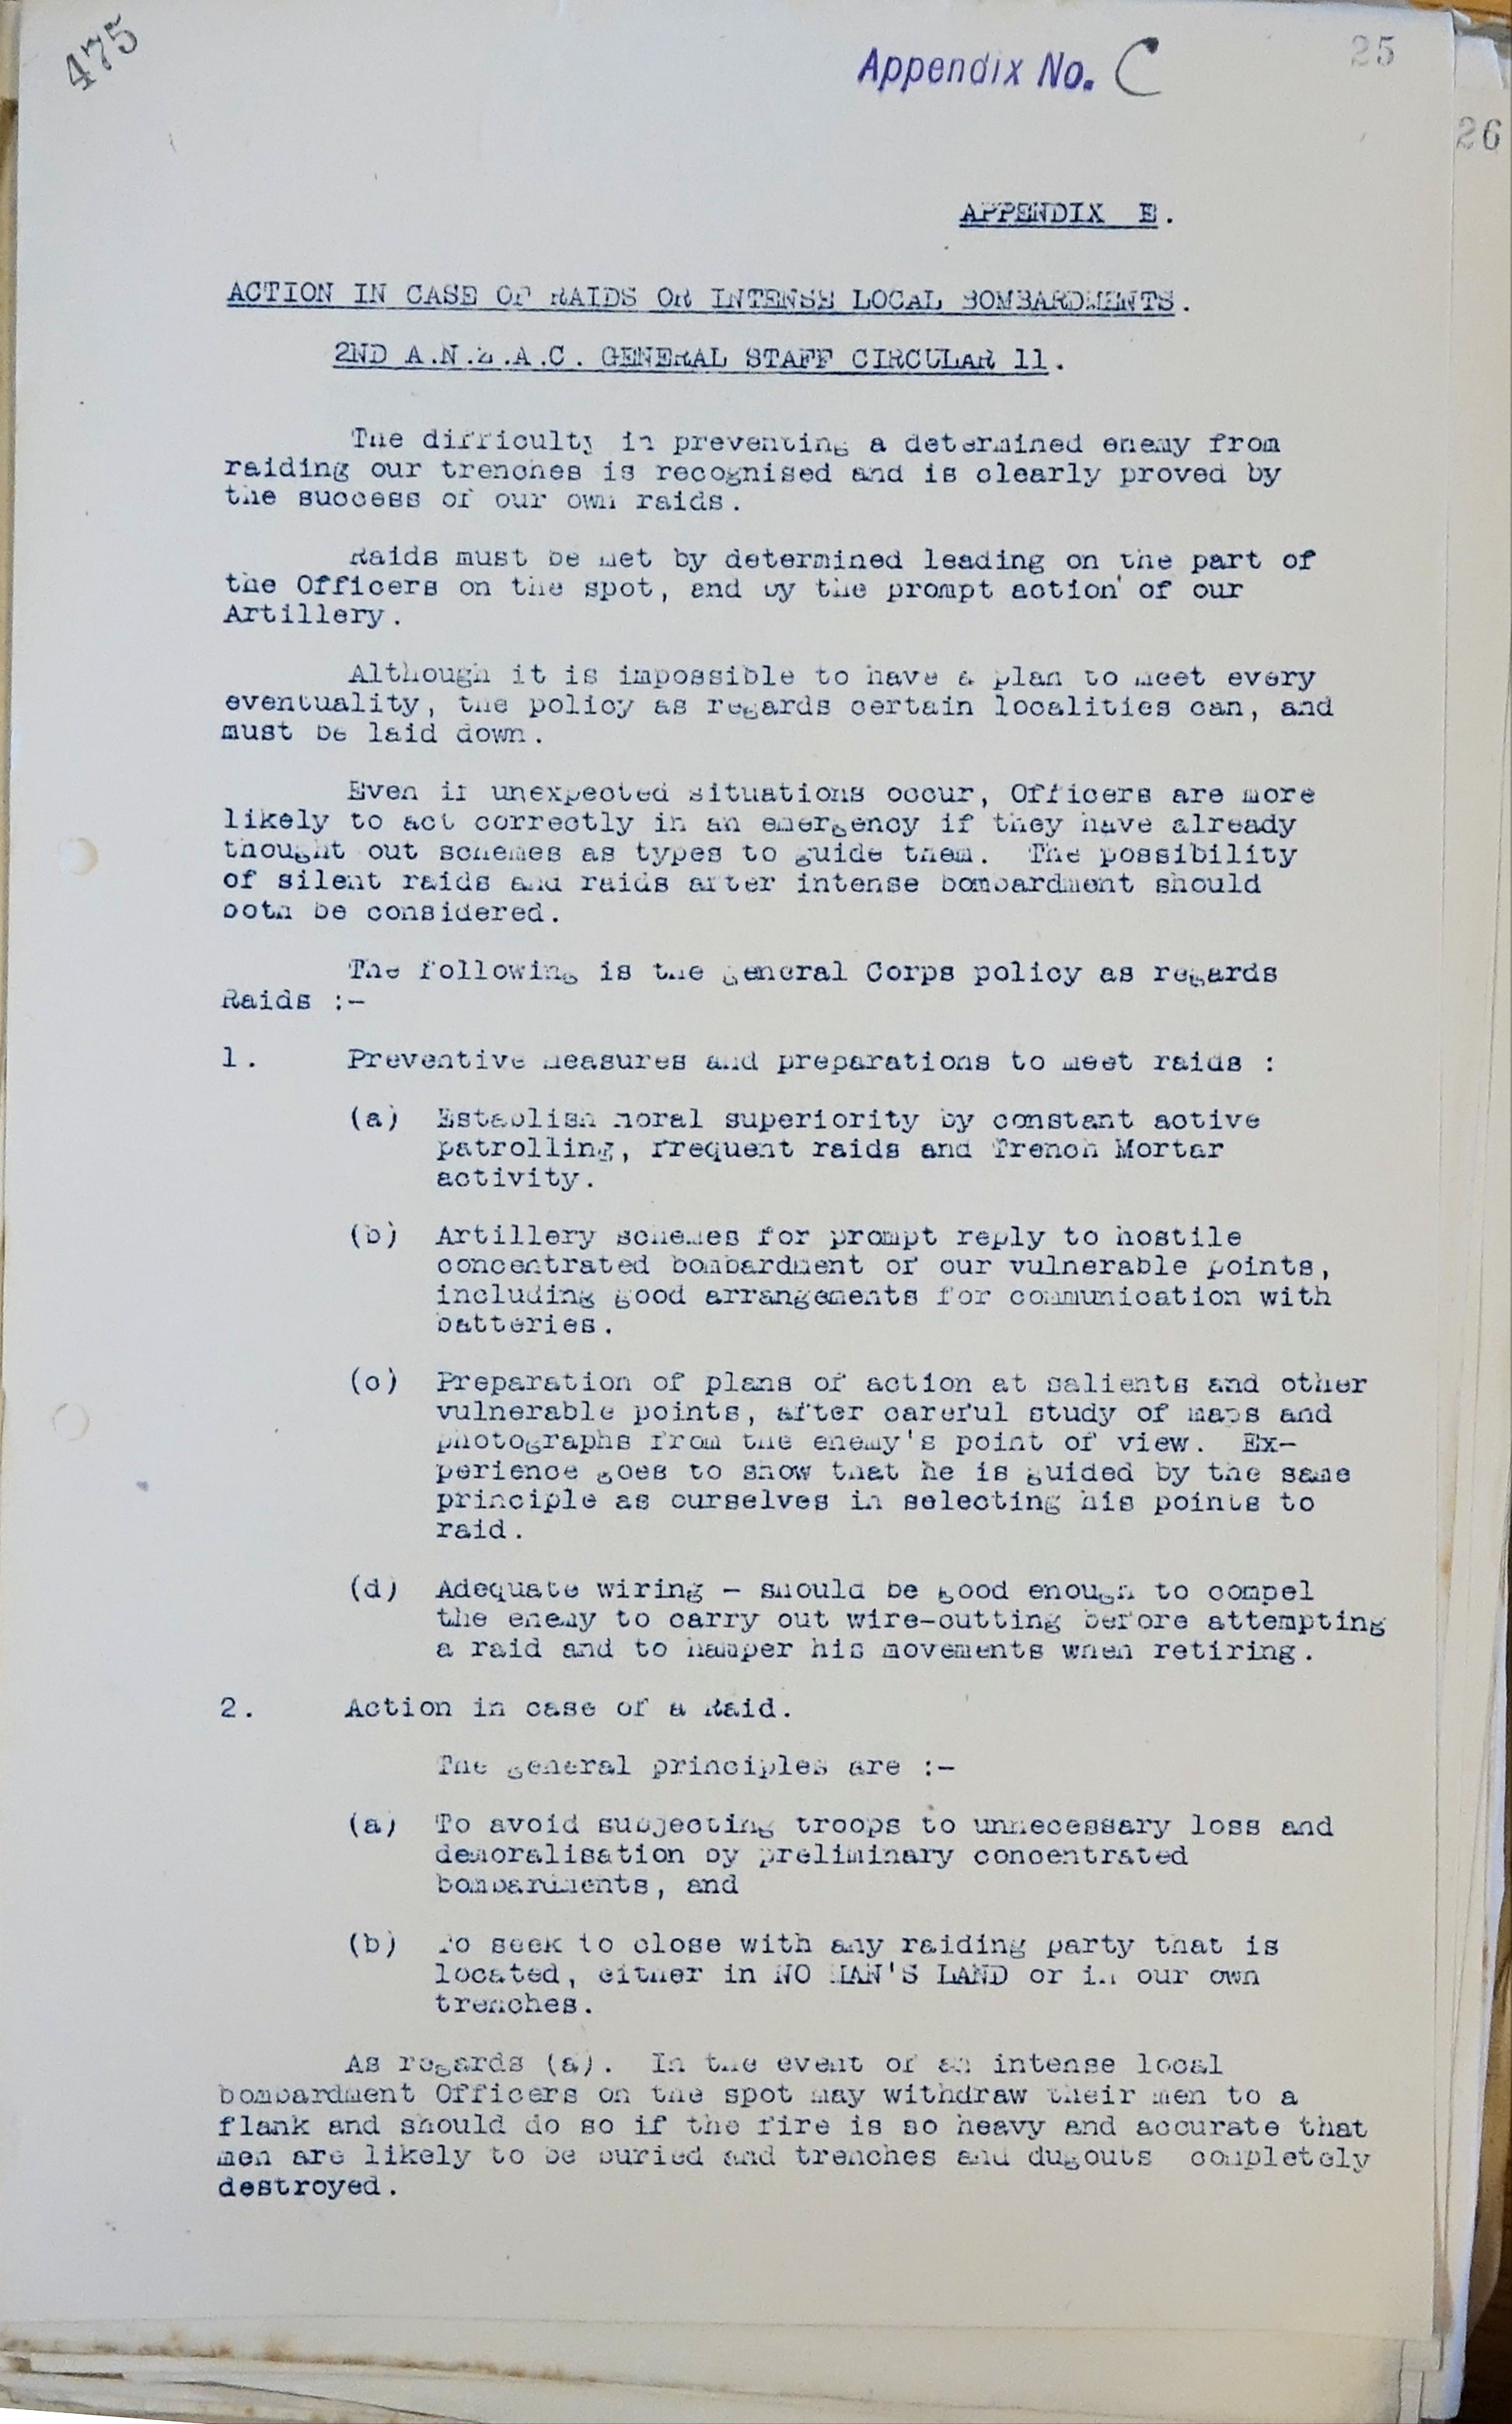 475
Appendix No. C
25
26
APPENDIX E.
ACTION IN CASE OF RAIDS OR INTENSE LOCAL BOMBARDMENTS.
2ND A.N.Z.A.C. GENERAL STAFF CIRCULAR 11.
The difficulty in preventing a determined enemy from
raiding our trenches is recognised and is clearly proved by
the success of our own raids.
Raids must be met by determined leading on the part of
the Officers on the spot, and by the prompt action of our
Artillery.
Although it is impossible to have a plan to meet every
eventuality, the policy as regards certain localities can, and
must be laid down.
Even if unexpected situations occur, Officers are more
likely to act correctly in an emergency if they have already
thought out schemes as types to guide them. The possibility
of silent raids and raids after intense bombardment should
both be considered.
The following is the general Corps policy as regards
Raids :-
1. Preventive measures and preparations to meet raids :
(a) Establish moral superiority by constant active
patrolling, frequent raids and Trench Mortar
activity.
(b) Artillery schemes for prompt reply to hostile
concentrated bombardment of our vulnerable points,
including good arrangements for communication with
batteries.
(c) Preparation of plans of action at salients and other
vulnerable points, after careful study of maps and
photographs from the enemy's point of view. Ex-
perience goes to show that he is guided by the same
principle as ourselves in selecting his points to
raid.
(d) Adequate wiring - should be good enough to compel
the enemy to carry out wire-cutting before attempting
a raid and to hamper his movements when retiring.
2. Action in case of a Raid.
The general principles are :-
(a) To avoid subjecting troops to unnecessary loss and
demoralisation by preliminary concentrated
bombardments, and
(b) To seek to close with any raiding party that is
located, either in NO MAN'S LAND or in our own
trenches.
As regards (a). In the event of an intense local
bombardment Officers on the spot may withdraw their men to a
flank and should do so if the fire is so heavy and accurate that
men are likely to be buried and trenches and dugouts completely
destroyed.